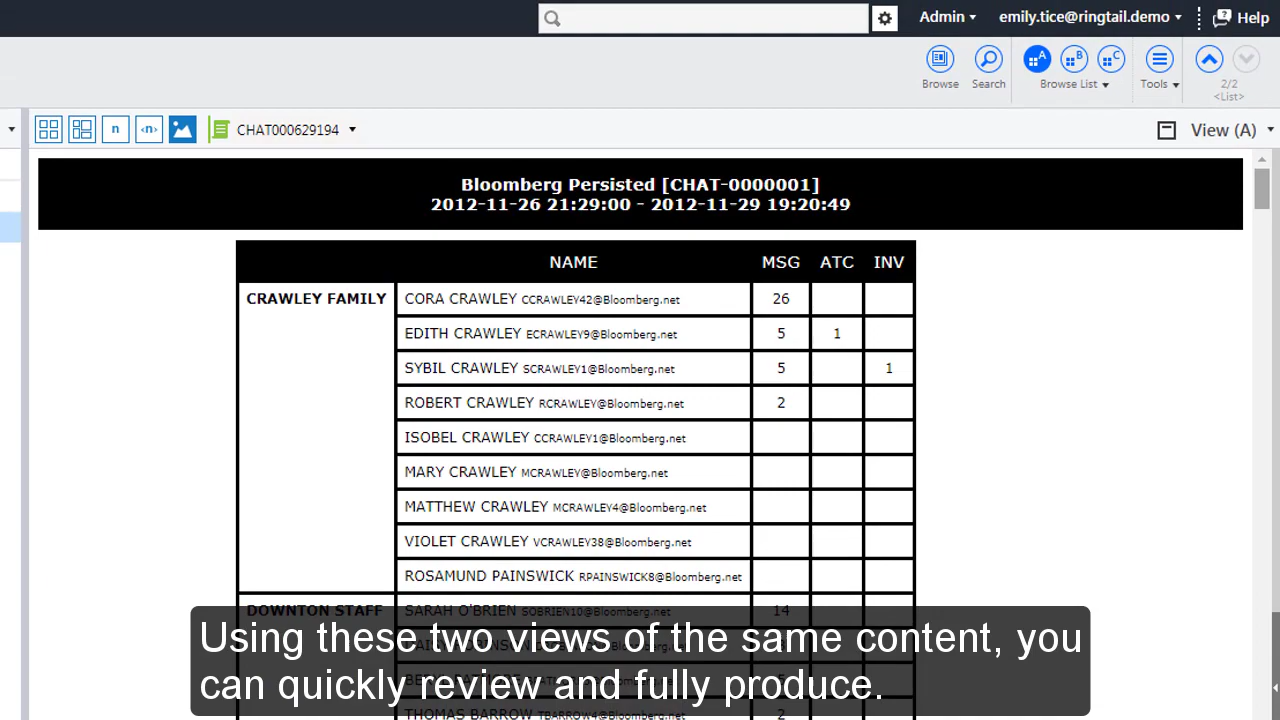 Admin emily.tice@ringtail.demo Help
Browse Search A B C Browse List Tools 2/2
<List>
n <n> CHAT000629194 View (A)
Bloomberg Persisted [CHAT-0000001]
2012-11-26 21:29:00 - 2012-11-29 19:20:49
NAME MSG ATC INV
CRAWLEY FAMILY CORA CRAWLEY CCRAWLEY42@Bloomberg.net 26
EDITH CRAWLEY ECRAWLEY9@Bloomberg.net 5 1
SYBIL CRAWLEY SCRAWLEY1@Bloomberg.net 5 1
ROBERT CRAWLEY RCRAWLEY@Bloomberg.net 2
ISOBEL CRAWLEY CCRAWLEY1@Bloomberg.net
MARY CRAWLEY MCRAWLEY@Bloomberg.net
MATTHEW CRAWLEY MCRAWLEY4@Bloomberg.net
VIOLET CRAWLEY VCRAWLEY38@Bloomberg.net
ROSAMUND PAINSWICK RPAINSWICK8@Bloomberg.net
DOWNTON STAFF SARAH O'BRIEN SOBRIEN10@Bloomberg.net 14
Using these two views of the same content, you
can quickly review and fully produce.
THOMAS BARROW TBARROW4@Bloomberg.net 2